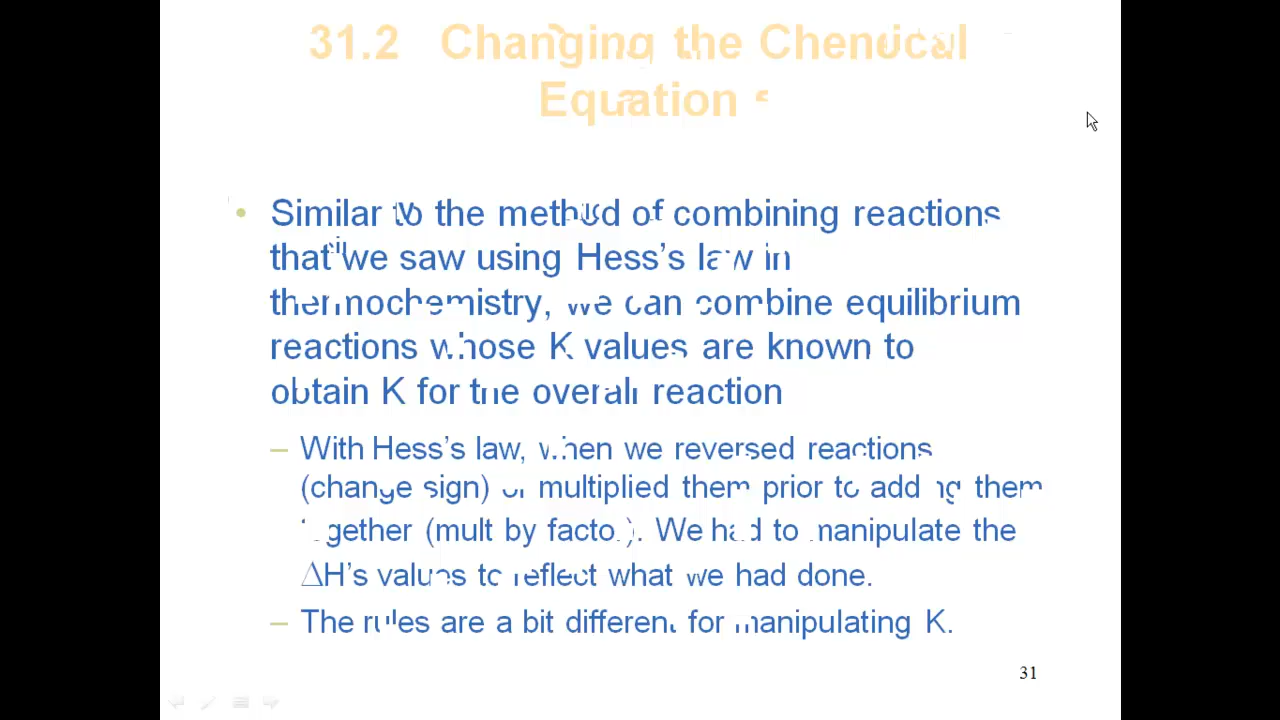 31.2 Changing the Chemical
Equation
• Similar to the method of combining reactions
that we saw using Hess's law in
thermochemistry, we can combine equilibrium
reactions whose K values are known to
obtain K for the overall reaction
– With Hess's law, when we reversed reactions
(change sign) or multiplied them prior to adding them
together (mult by factor). We had to manipulate the
ΔH's values to reflect what we had done.
– The rules are a bit different for manipulating K.
31